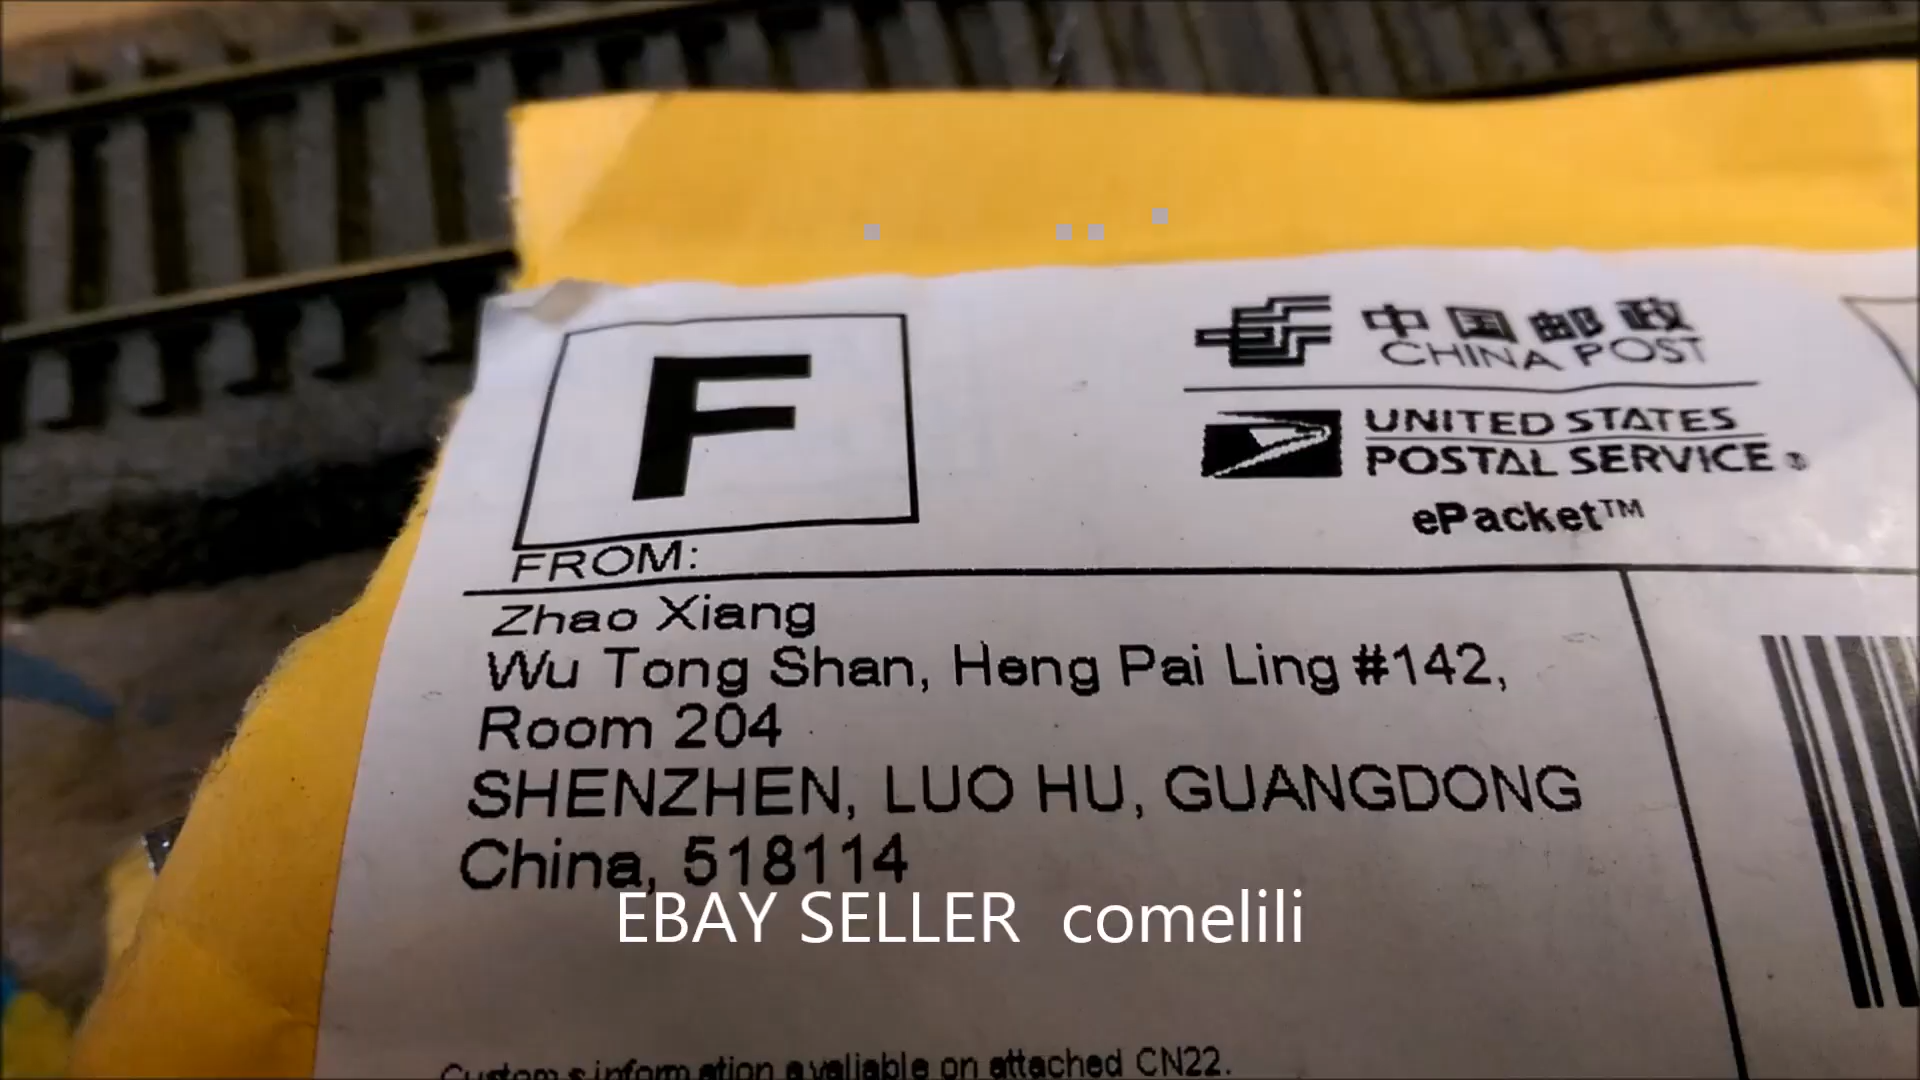 F
中国邮政
CHINA POST
UNITED STATES
POSTAL SERVICE®
ePacket™
FROM:
Zhao Xiang
Wu Tong Shan, Heng Pai Ling #142,
Room 204
SHENZHEN, LUO HU, GUANGDONG
China, 518114
EBAY SELLER comelili
Customs information avaliable on attached CN22.